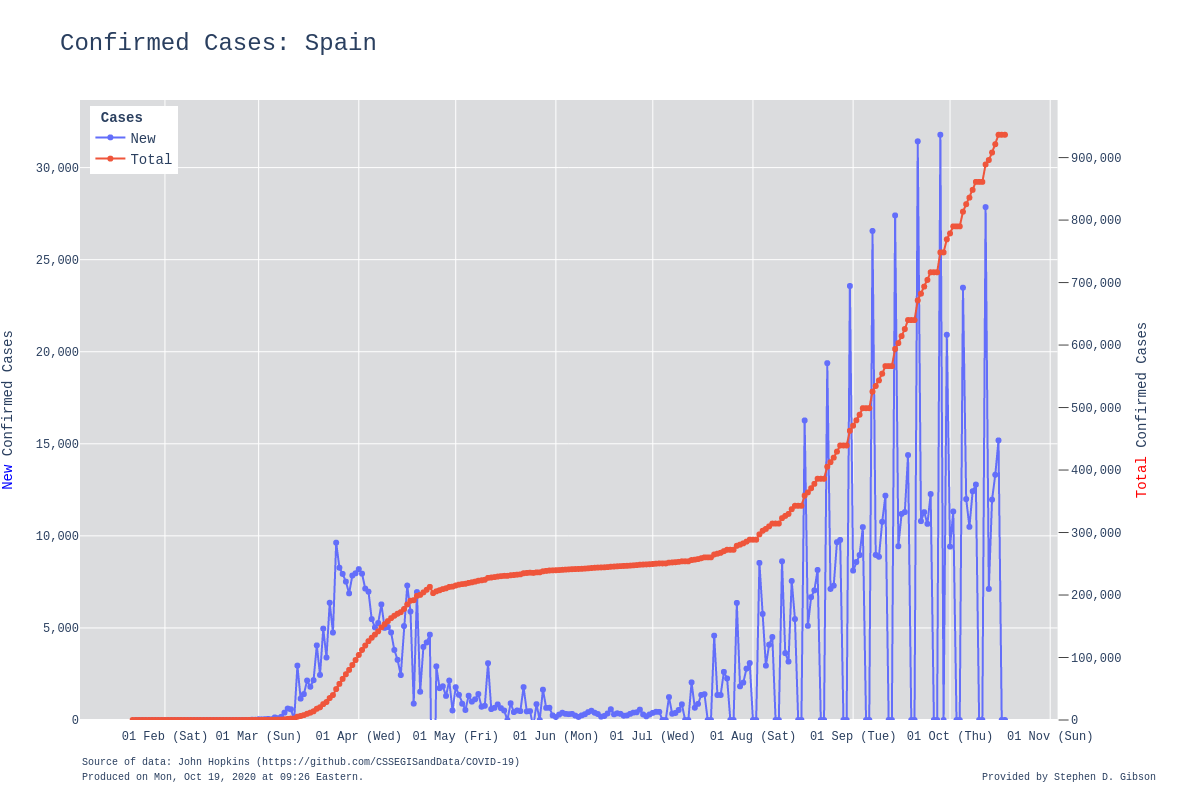 Confirmed Cases: Spain
Cases
New
Total
30,000
25,000
20,000
15,000
10,000
5,000
0
900,000
800,000
700,000
600,000
500,000
400,000
300,000
200,000
100,000
0
New Confirmed Cases
Total Confirmed Cases
01 Feb (Sat) 01 Mar (Sun) 01 Apr (Wed) 01 May (Fri) 01 Jun (Mon) 01 Jul (Wed) 01 Aug (Sat) 01 Sep (Tue) 01 Oct (Thu) 01 Nov (Sun)
Source of data: John Hopkins (https://github.com/CSSEGISandData/COVID-19)
Produced on Mon, Oct 19, 2020 at 09:26 Eastern.
Provided by Stephen D. Gibson